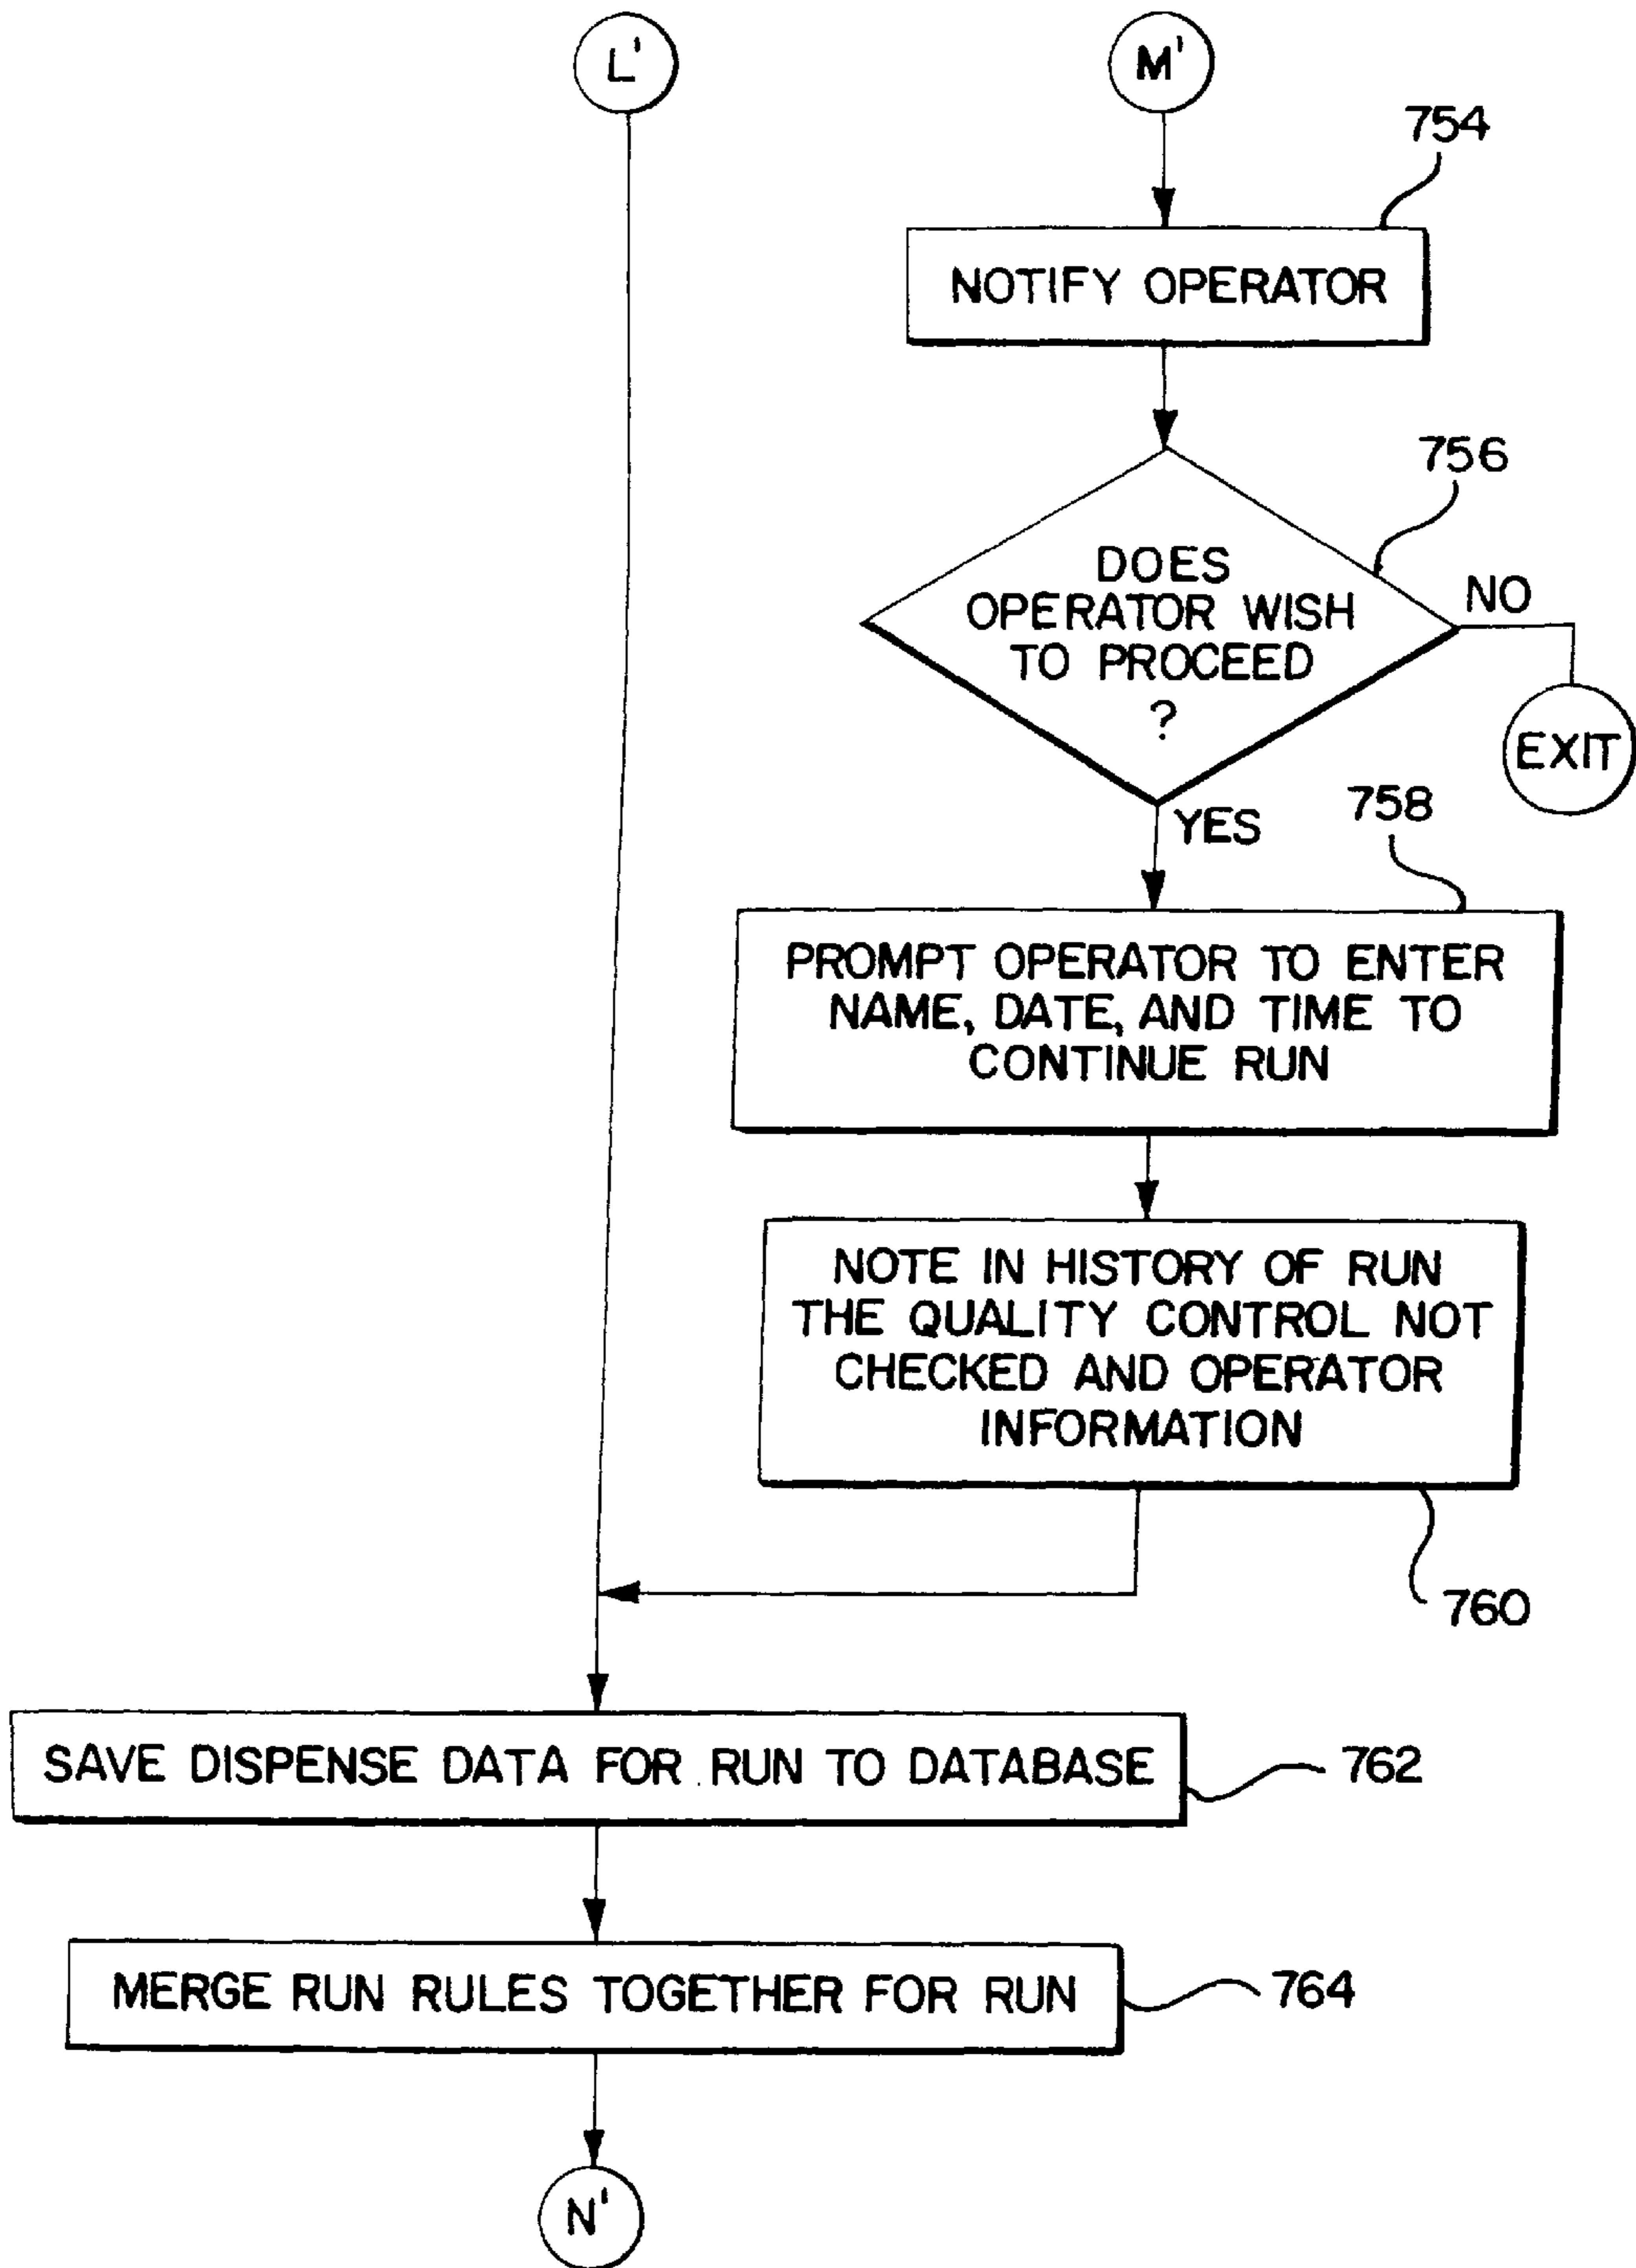 L'
M'
754
NOTIFY OPERATOR
756
DOES
OPERATOR WISH
TO PROCEED
?
NO
EXIT
YES
758
PROMPT OPERATOR TO ENTER
NAME, DATE, AND TIME TO
CONTINUE RUN
NOTE IN HISTORY OF RUN
THE QUALITY CONTROL NOT
CHECKED AND OPERATOR
INFORMATION
760
SAVE DISPENSE DATA FOR RUN TO DATABASE
762
MERGE RUN RULES TOGETHER FOR RUN
764
N'